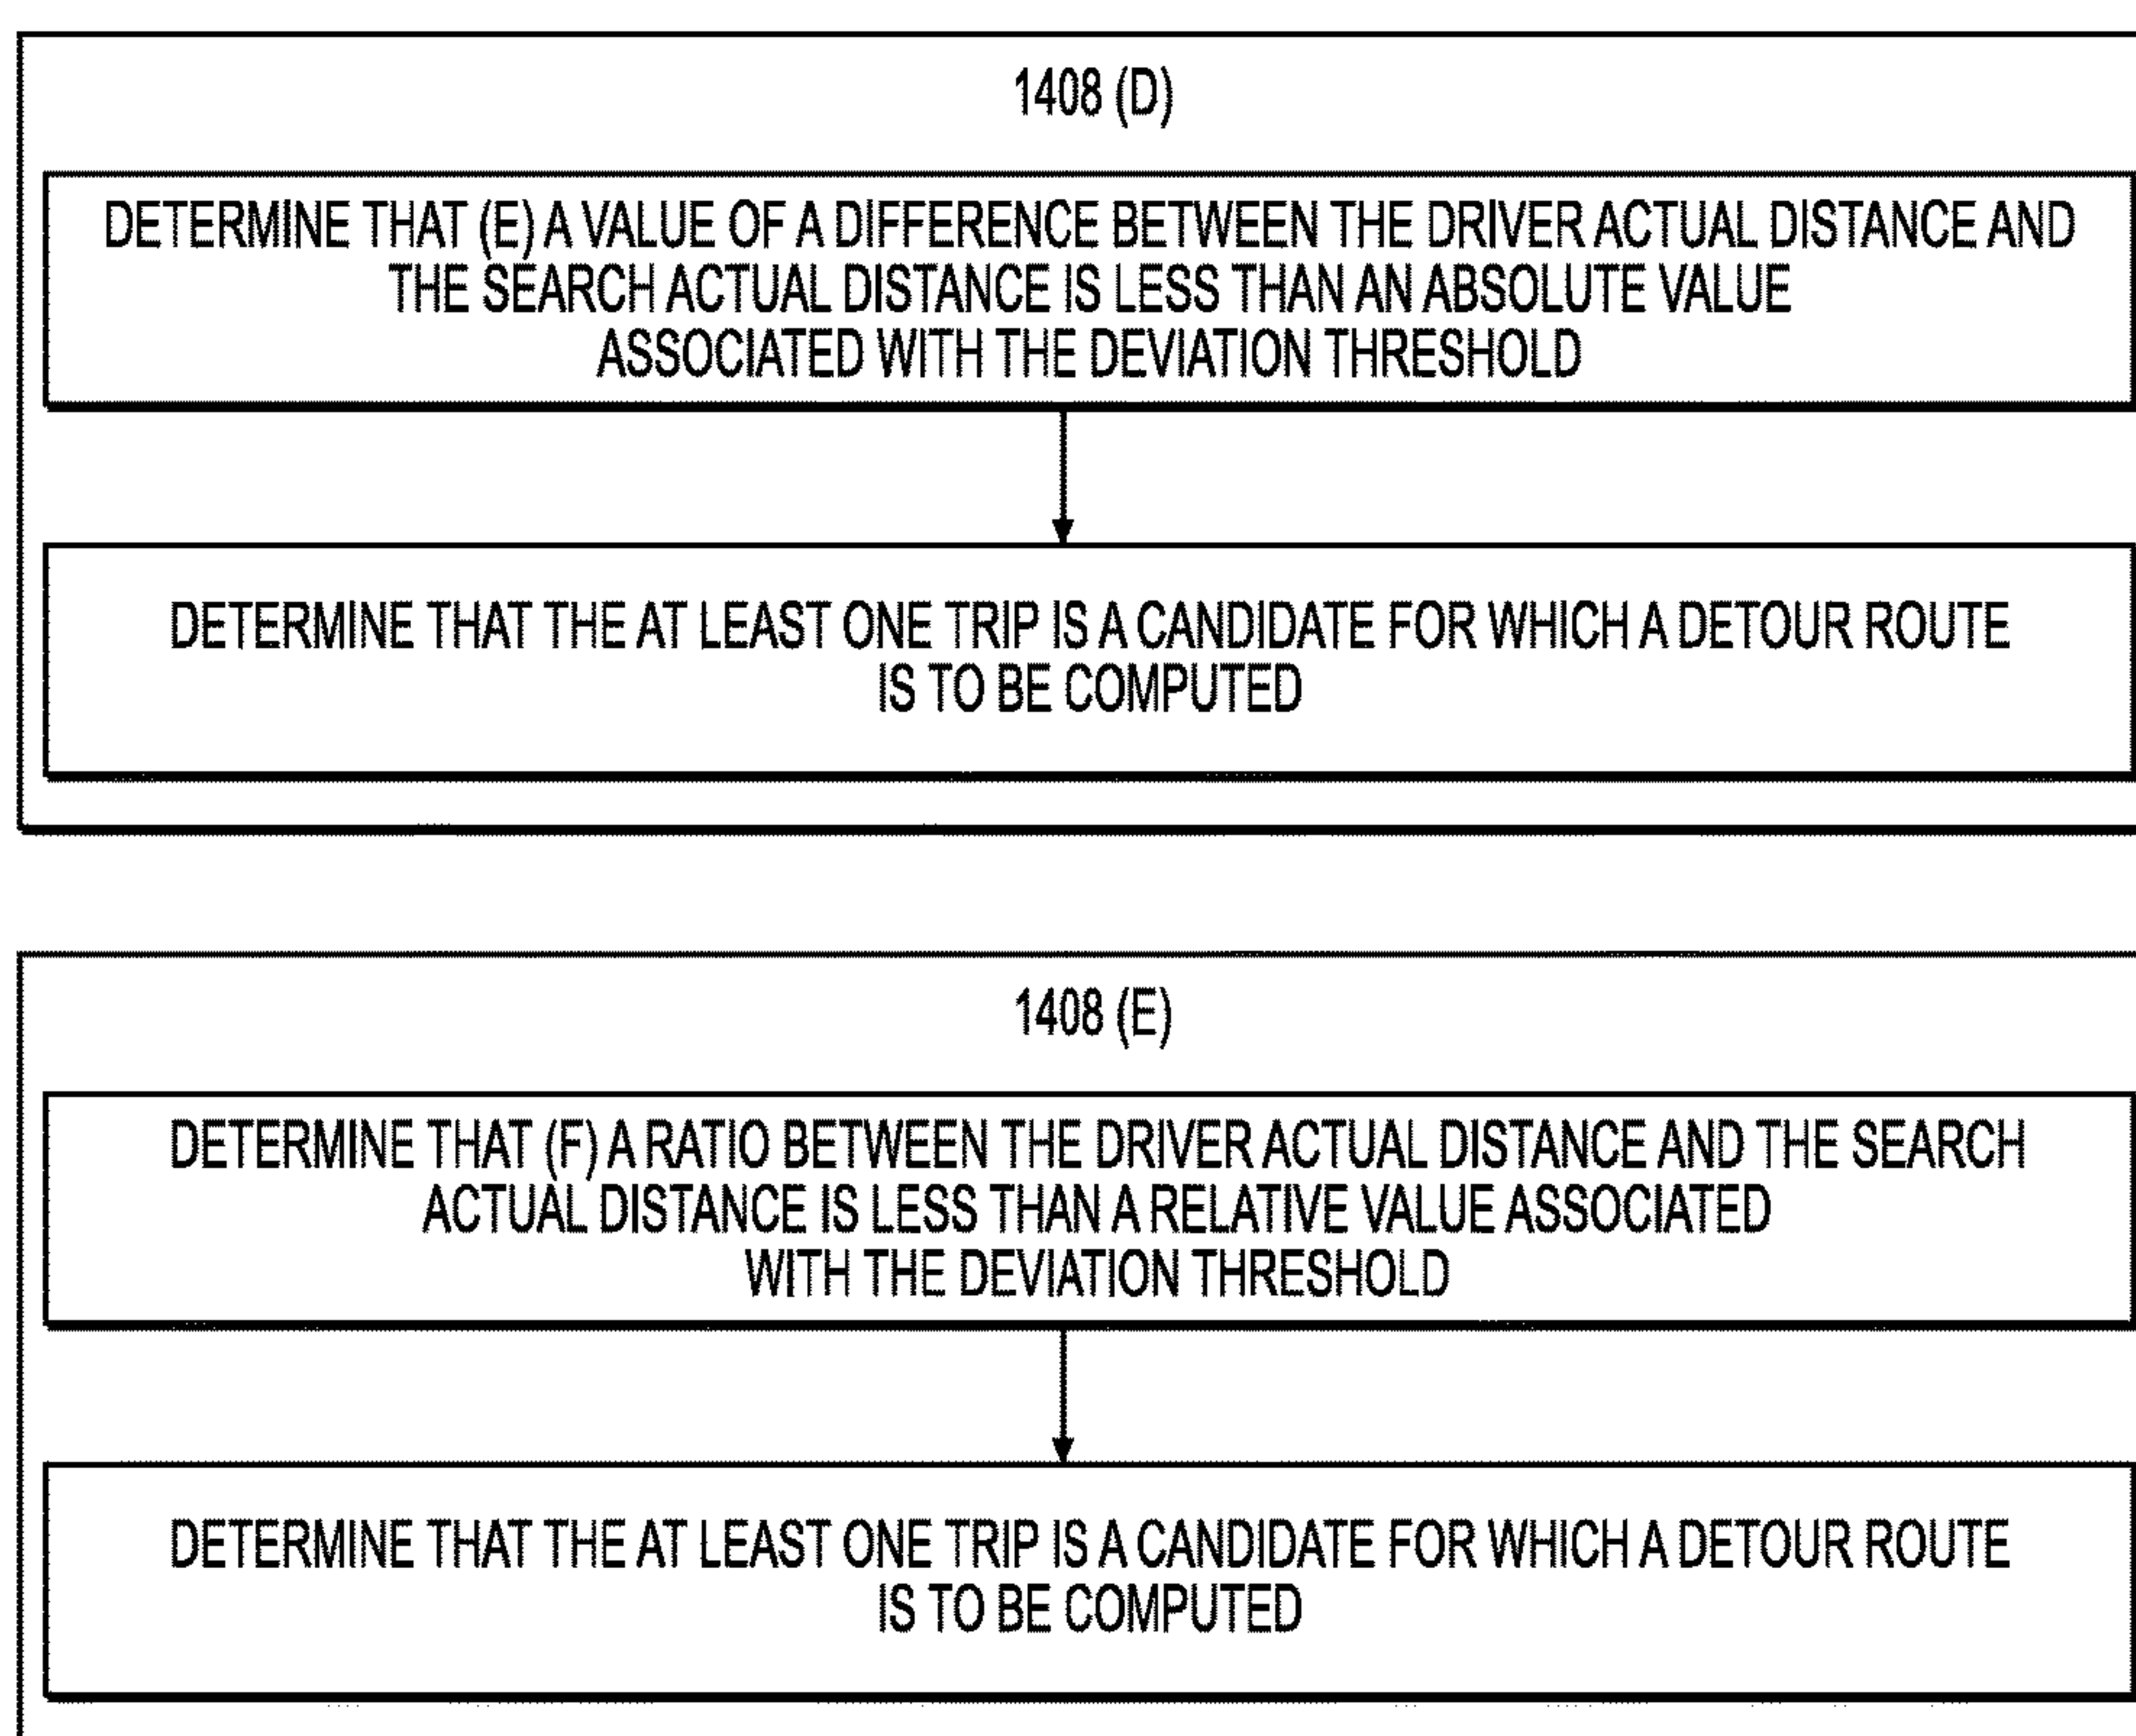 1408 (D)
DETERMINE THAT (E) A VALUE OF A DIFFERENCE BETWEEN THE DRIVER ACTUAL DISTANCE AND
THE SEARCH ACTUAL DISTANCE IS LESS THAN AN ABSOLUTE VALUE
ASSOCIATED WITH THE DEVIATION THRESHOLD
DETERMINE THAT THE AT LEAST ONE TRIP IS A CANDIDATE FOR WHICH A DETOUR ROUTE
IS TO BE COMPUTED
1408 (E)
DETERMINE THAT (F) A RATIO BETWEEN THE DRIVER ACTUAL DISTANCE AND THE SEARCH
ACTUAL DISTANCE IS LESS THAN A RELATIVE VALUE ASSOCIATED
WITH THE DEVIATION THRESHOLD
DETERMINE THAT THE AT LEAST ONE TRIP IS A CANDIDATE FOR WHICH A DETOUR ROUTE
IS TO BE COMPUTED